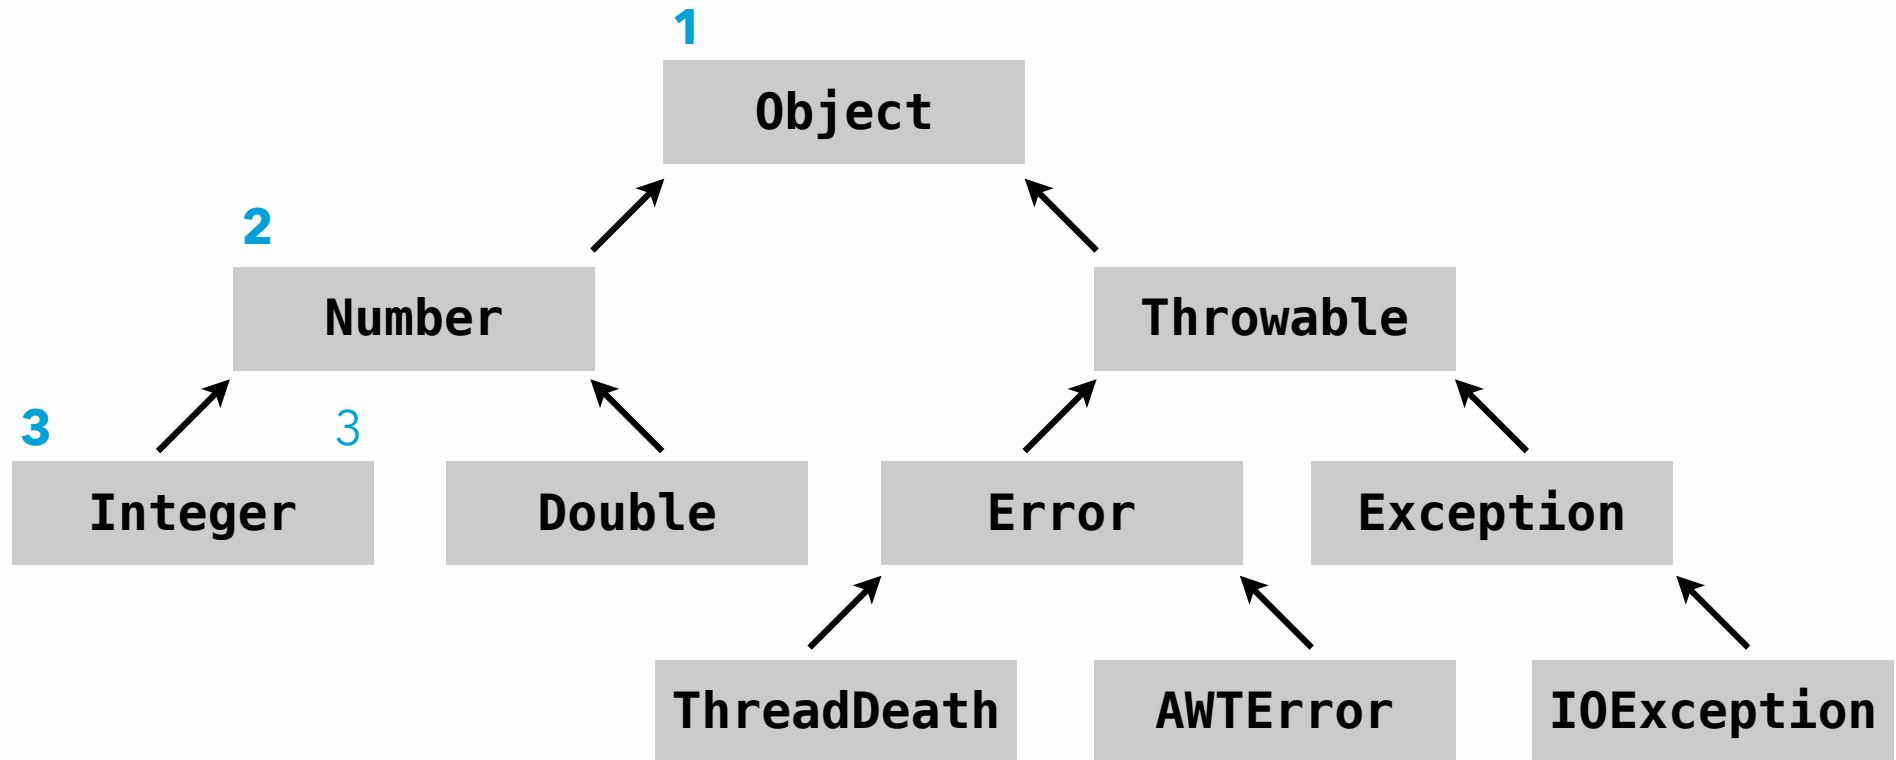 1
Object
2
Number
Throwable
3
3
Integer
Double
Error
Exception
ThreadDeath
AWTError
IOException